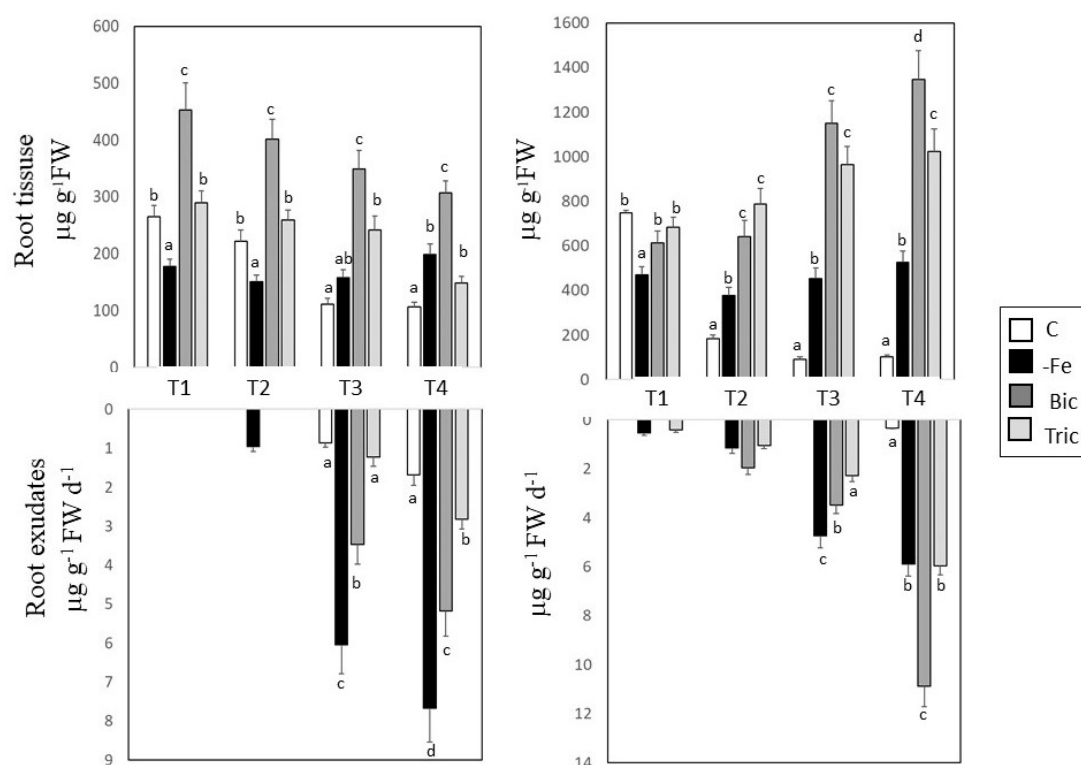 600
500
400
300
200
100
0
Root tissuse
µg g-¹FW
c
b
a
b
c
b
a
b
c
a
ab
b
c
a
b
b
T1
T2
T3
T4
0
1
2
3
4
5
6
7
8
9
Root exudates
µg g-1 FW d-1
a
c
b
a
a
d
c
b
1600
1400
1200
1000
800
600
400
200
0
µg g-¹FW
b
a
b
b
a
b
c
c
a
b
c
c
a
b
d
c
T1
T2
T3
T4
0
2
4
6
8
10
12
14
µg g-1 FW d-1
c
b
a
a
b
c
b
C
-Fe
Bic
Tric